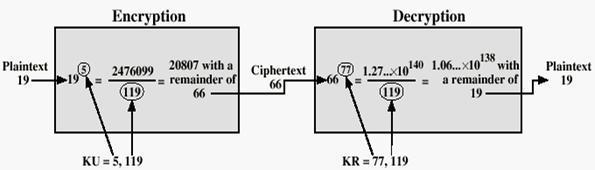 Encryption
Decryption
Plaintext
19
19 5 = 2476099 / 119 = 20807 with a
remainder of
66
Ciphertext
66
66 77 = 1.27...×10 140 / 119 = 1.06...×10 138 with
a remainder of
19
Plaintext
19
KU = 5, 119
KR = 77, 119